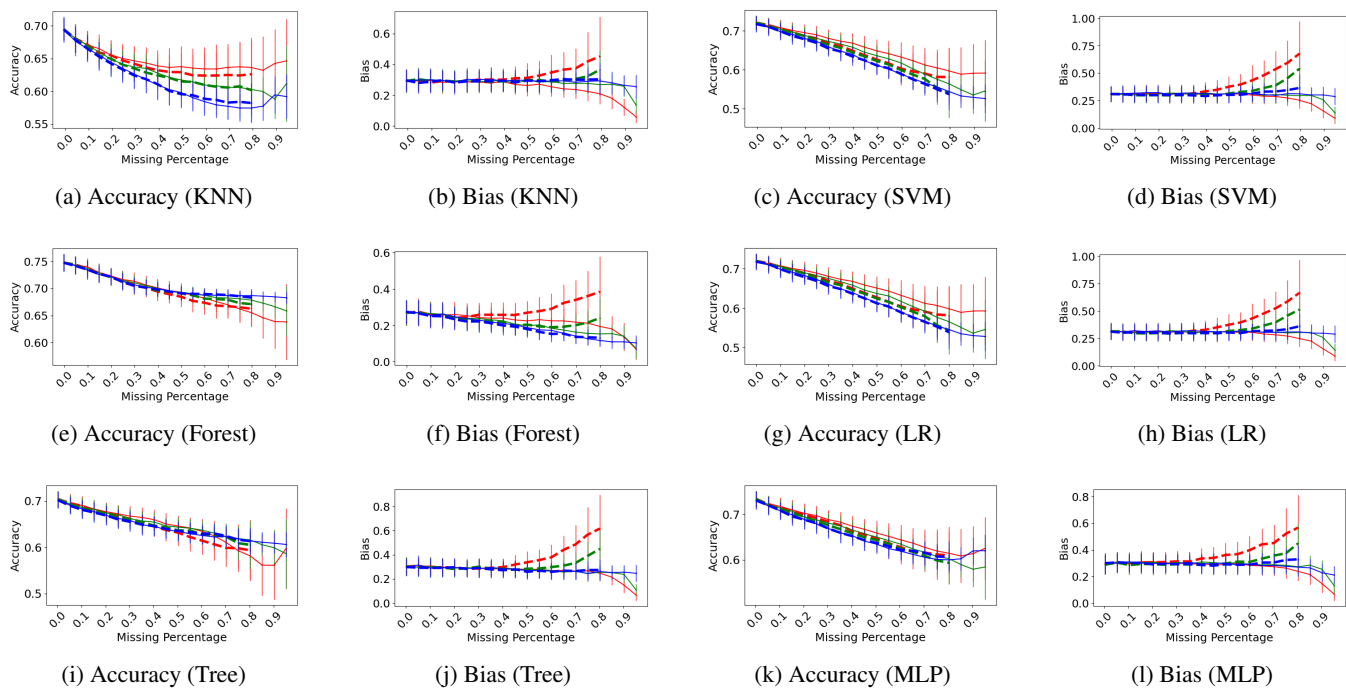 0.70
0.65
0.60
0.55
Accuracy
0.0 0.1 0.2 0.3 0.4 0.5 0.6 0.7 0.8 0.9
Missing Percentage
(a) Accuracy (KNN)
0.6
0.4
0.2
0.0
Bias
0.0 0.1 0.2 0.3 0.4 0.5 0.6 0.7 0.8 0.9
Missing Percentage
(b) Bias (KNN)
0.7
0.6
0.5
Accuracy
0.0 0.1 0.2 0.3 0.4 0.5 0.6 0.7 0.8 0.9
Missing Percentage
(c) Accuracy (SVM)
1.00
0.75
0.50
0.25
0.00
Bias
0.0 0.1 0.2 0.3 0.4 0.5 0.6 0.7 0.8 0.9
Missing Percentage
(d) Bias (SVM)
0.75
0.70
0.65
0.60
Accuracy
0.0 0.1 0.2 0.3 0.4 0.5 0.6 0.7 0.8 0.9
Missing Percentage
(e) Accuracy (Forest)
0.6
0.4
0.2
0.0
Bias
0.0 0.1 0.2 0.3 0.4 0.5 0.6 0.7 0.8 0.9
Missing Percentage
(f) Bias (Forest)
0.7
0.6
0.5
Accuracy
0.0 0.1 0.2 0.3 0.4 0.5 0.6 0.7 0.8 0.9
Missing Percentage
(g) Accuracy (LR)
1.00
0.75
0.50
0.25
0.00
Bias
0.0 0.1 0.2 0.3 0.4 0.5 0.6 0.7 0.8 0.9
Missing Percentage
(h) Bias (LR)
0.7
0.6
0.5
Accuracy
0.0 0.1 0.2 0.3 0.4 0.5 0.6 0.7 0.8 0.9
Missing Percentage
(i) Accuracy (Tree)
0.8
0.6
0.4
0.2
0.0
Bias
0.0 0.1 0.2 0.3 0.4 0.5 0.6 0.7 0.8 0.9
Missing Percentage
(j) Bias (Tree)
0.7
0.6
Accuracy
0.0 0.1 0.2 0.3 0.4 0.5 0.6 0.7 0.8 0.9
Missing Percentage
(k) Accuracy (MLP)
0.8
0.6
0.4
0.2
0.0
Bias
0.0 0.1 0.2 0.3 0.4 0.5 0.6 0.7 0.8 0.9
Missing Percentage
(l) Bias (MLP)